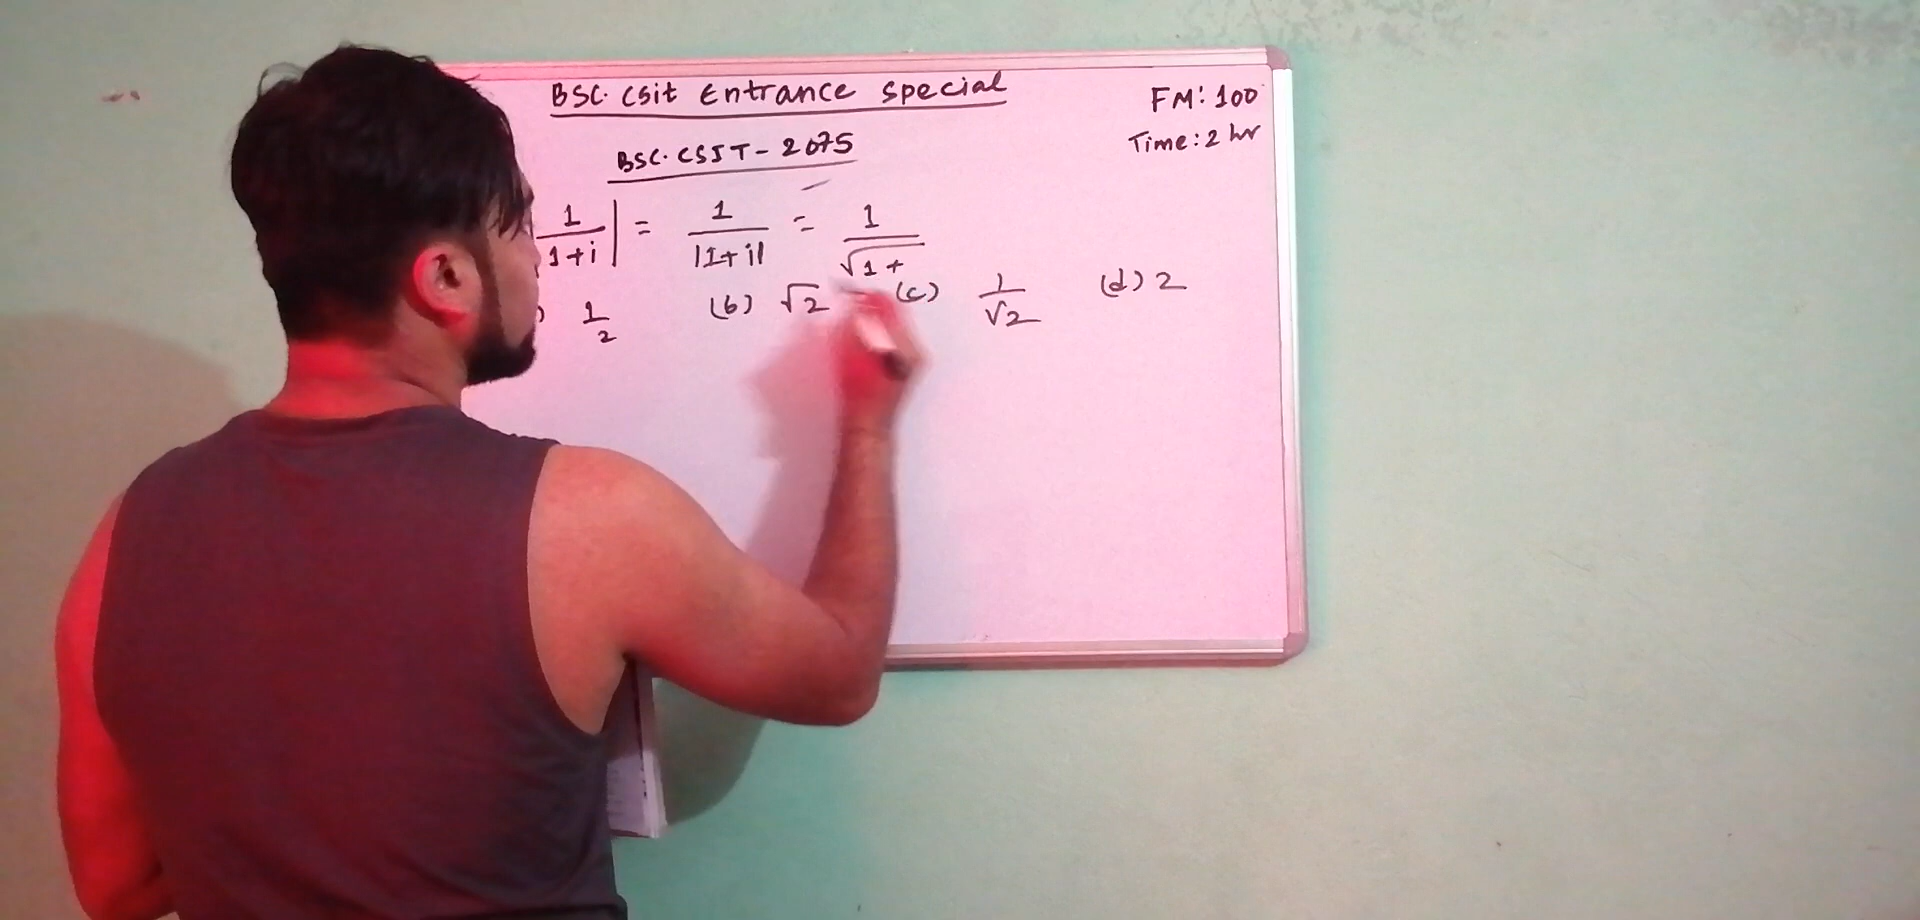 BSC. Csit Entrance special
FM: 100
Time: 2 hr
BSC. CSIT - 2075
1/(1+i)| = 1/|1+i| = 1/√1+
) 1/2 (b) √2 (c) 1/√2 (d) 2